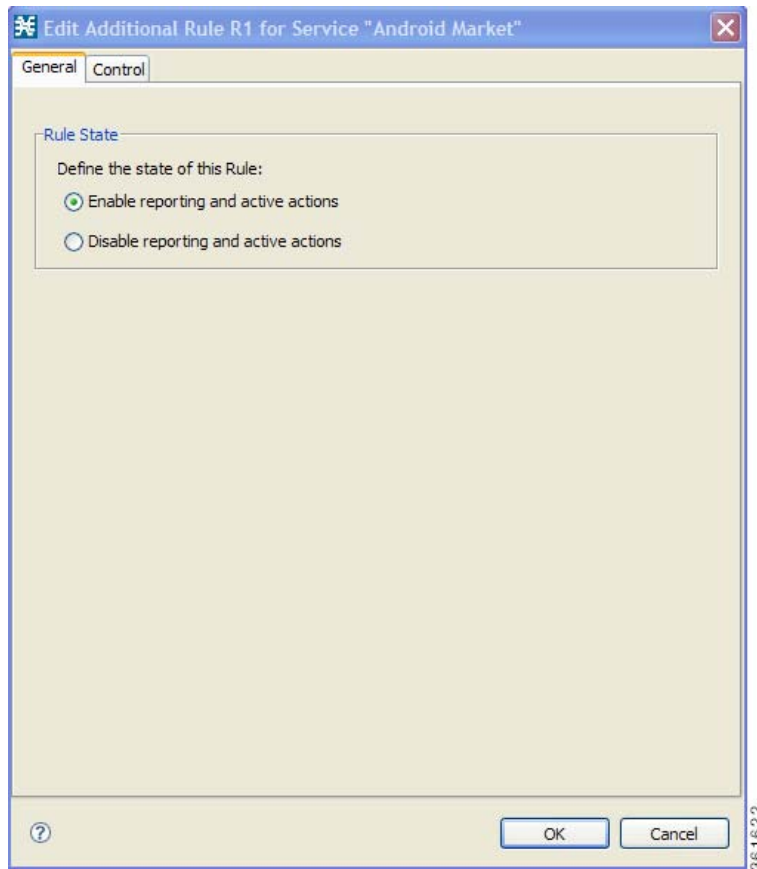 Edit Additional Rule R1 for Service "Android Market"
General Control
Rule State
Define the state of this Rule:
Enable reporting and active actions
Disable reporting and active actions
? OK Cancel
361622